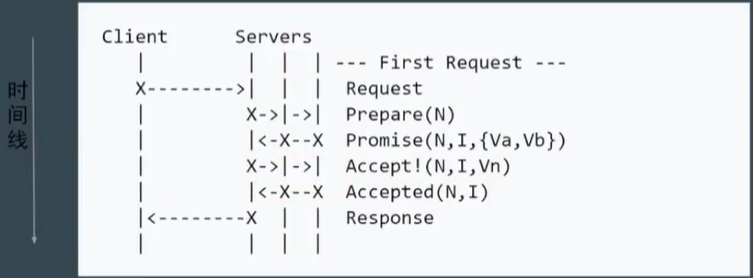 时间线
Client      Servers
   |         |  |  | --- First Request ---
   X-------->|  |  |  Request
   |         X->|->|  Prepare(N)
   |         |<-X--X  Promise(N,I,{Va,Vb})
   |         X->|->|  Accept!(N,I,Vn)
   |         |<-X--X  Accepted(N,I)
   |<--------X  |  |  Response
   |         |  |  |